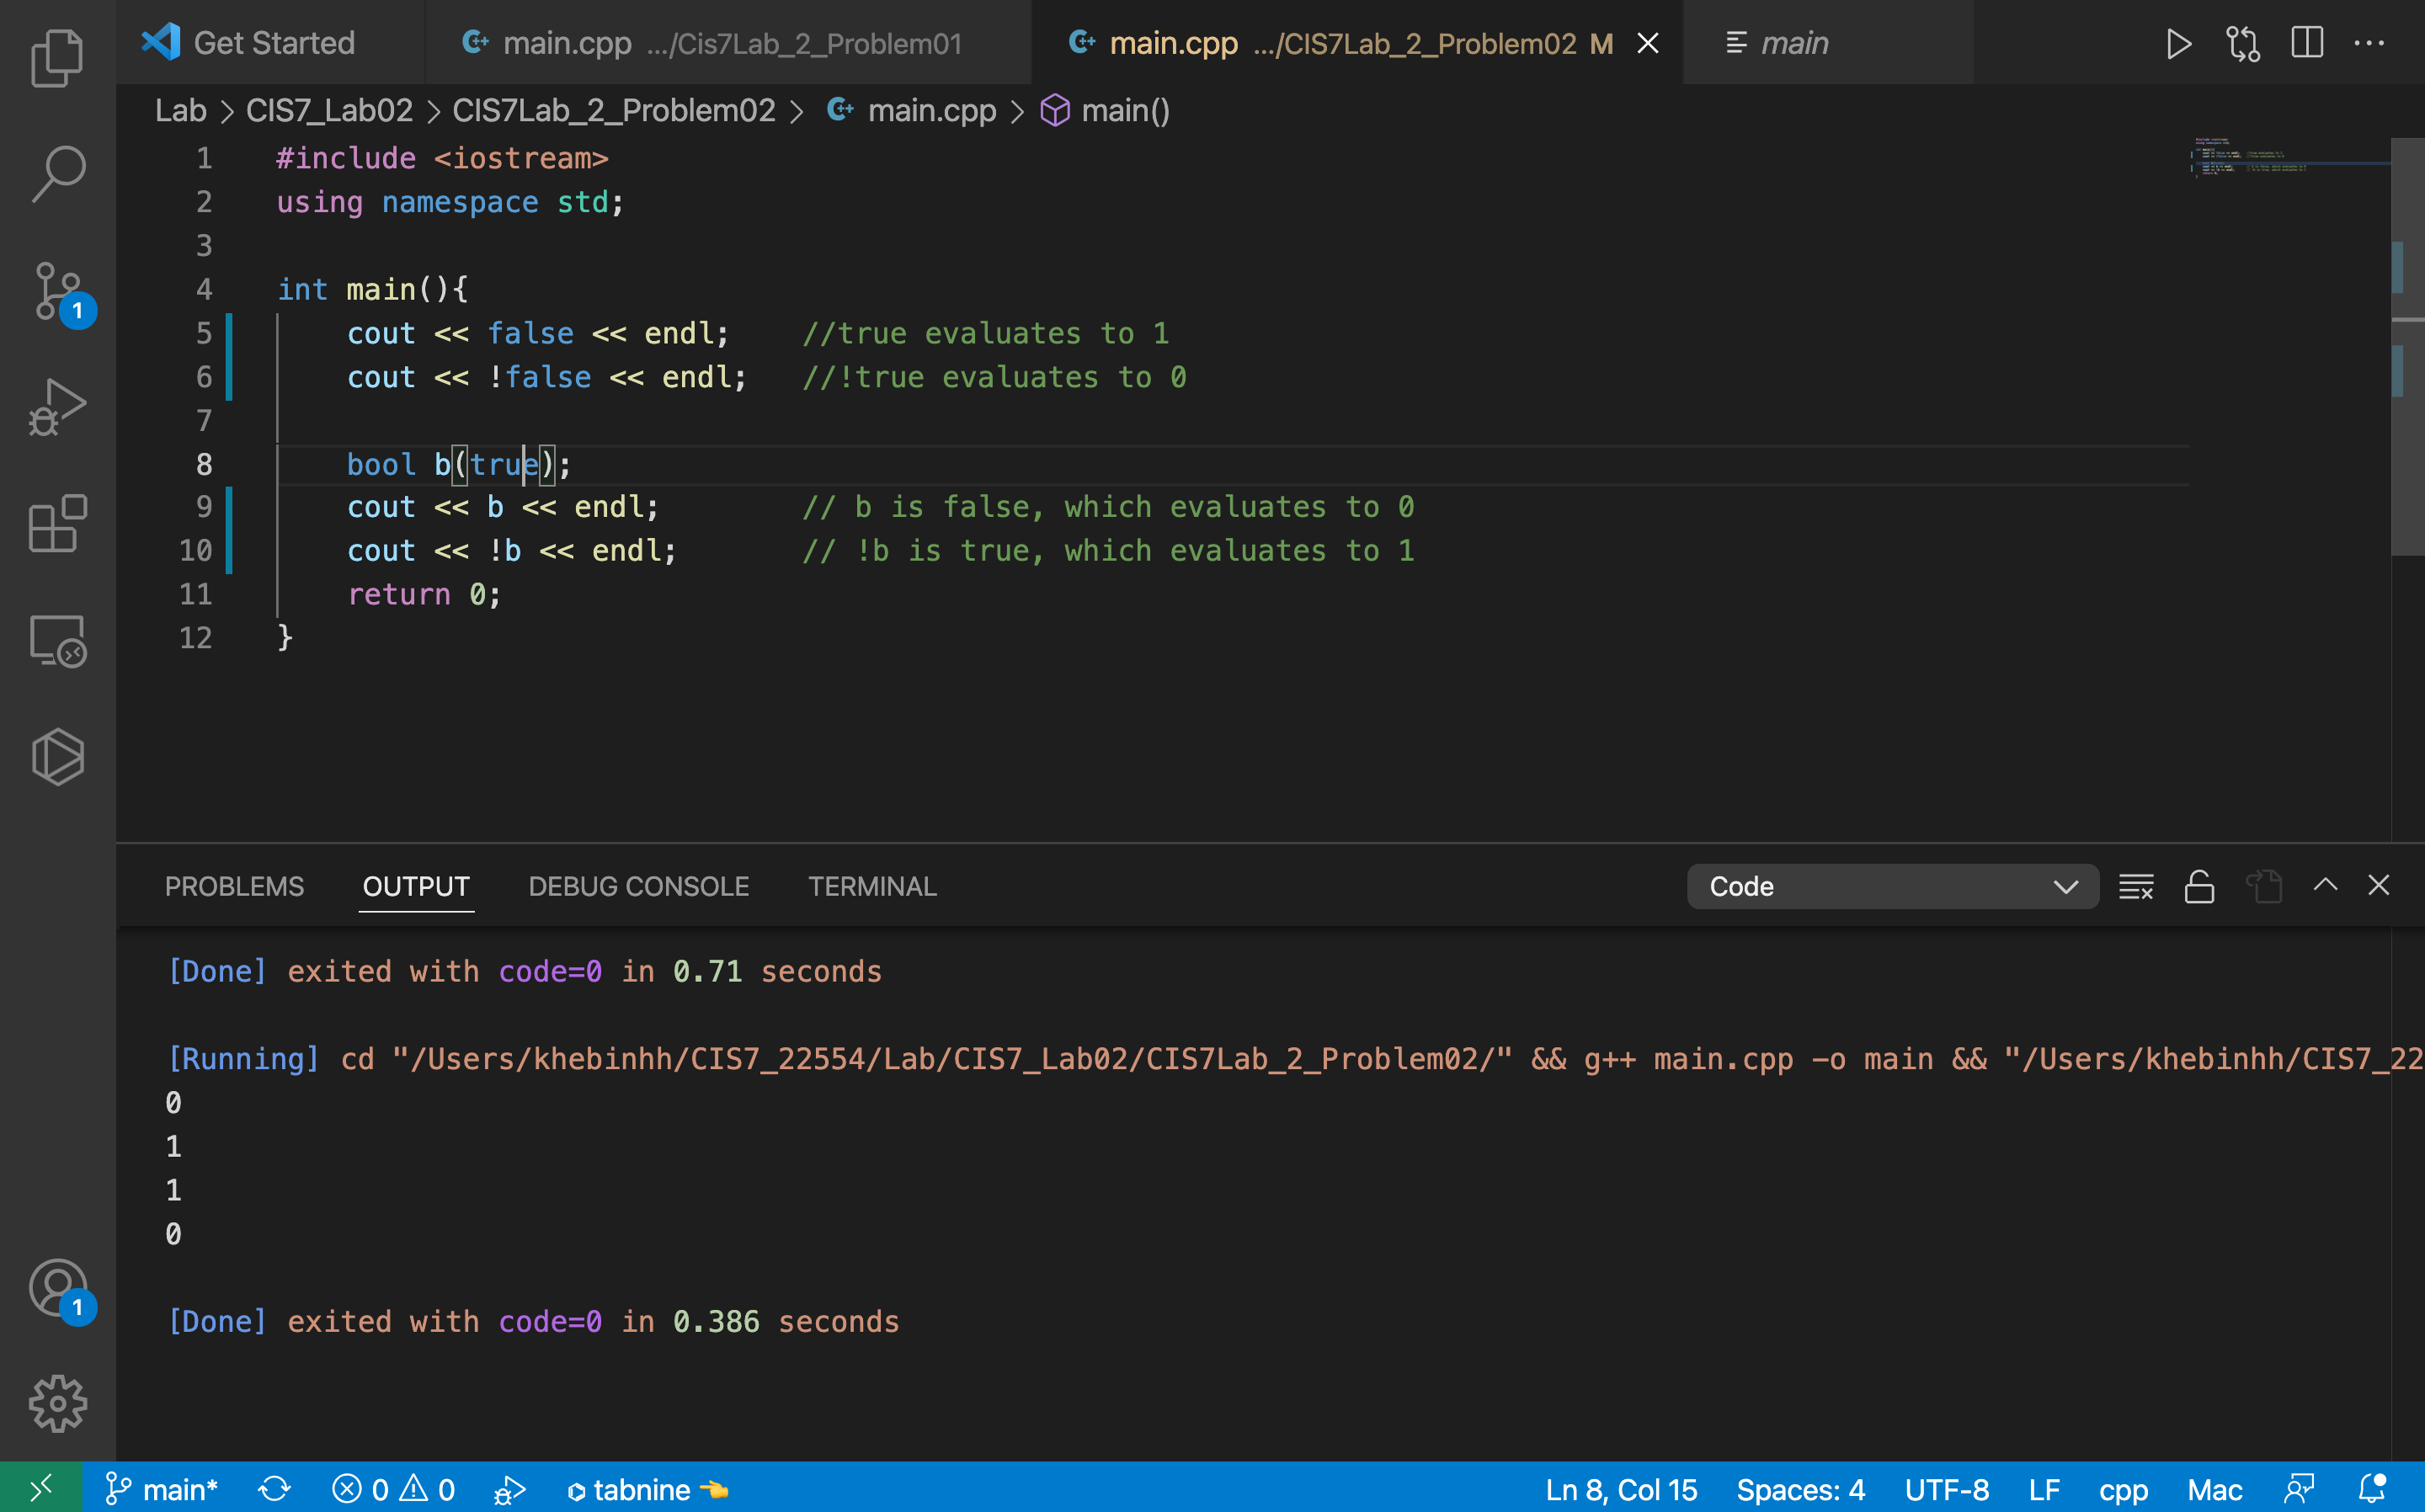 Get Started main.cpp .../Cis7Lab_2_Problem01 main.cpp .../CIS7Lab_2_Problem02 M main
Lab > CIS7_Lab02 > CIS7Lab_2_Problem02 > main.cpp > main()
1 #include <iostream>
2 using namespace std;
3
4 int main(){
5 cout << false << endl; //true evaluates to 1
6 cout << !false << endl; //!true evaluates to 0
7
8 bool b(true);
9 cout << b << endl; // b is false, which evaluates to 0
10 cout << !b << endl; // !b is true, which evaluates to 1
11 return 0;
12 }
1
PROBLEMS OUTPUT DEBUG CONSOLE TERMINAL Code
[Done] exited with code=0 in 0.71 seconds
[Running] cd "/Users/khebinhh/CIS7_22554/Lab/CIS7_Lab02/CIS7Lab_2_Problem02/" && g++ main.cpp -o main && "/Users/khebinhh/CIS7_22
0
1
1
0
[Done] exited with code=0 in 0.386 seconds
1
main* 0 0 tabnine Ln 8, Col 15 Spaces: 4 UTF-8 LF cpp Mac